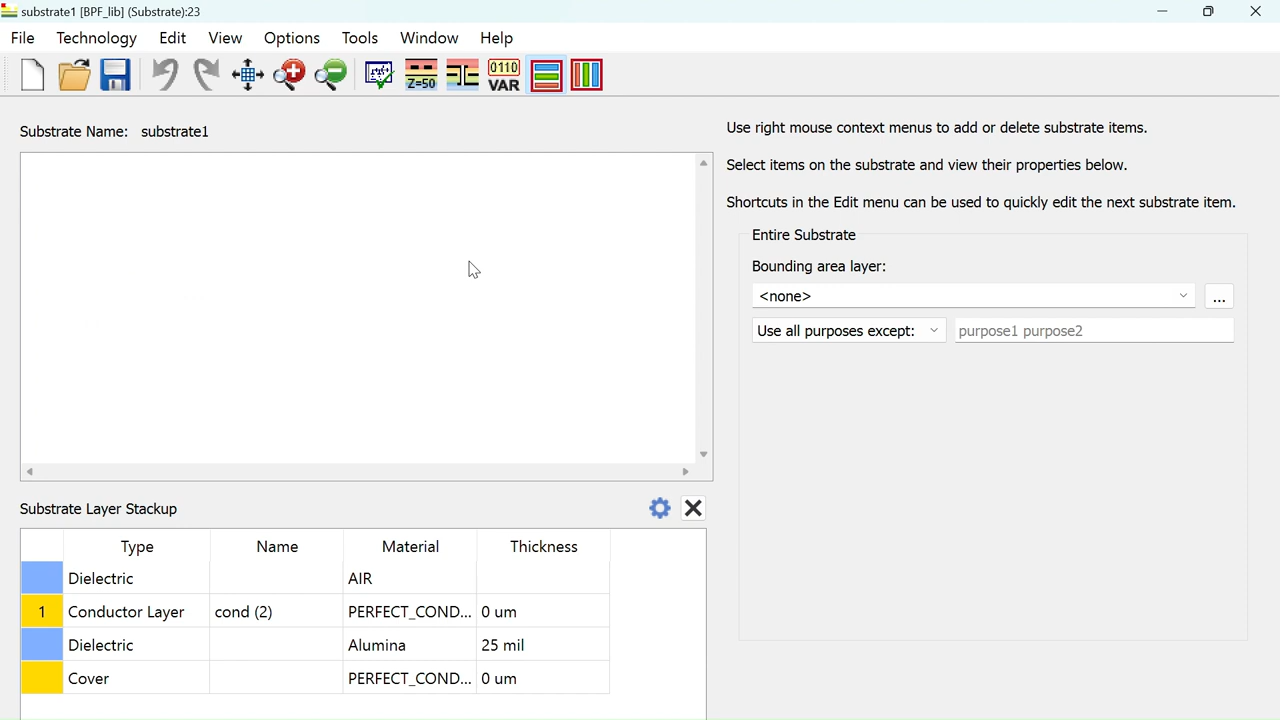 substrate1 [BPF_lib] (Substrate):23
File Technology Edit View Options Tools Window Help
Z=50 0110 VAR
Substrate Name: substrate1
Use right mouse context menus to add or delete substrate items.
Select items on the substrate and view their properties below.
Shortcuts in the Edit menu can be used to quickly edit the next substrate item.
Entire Substrate
Bounding area layer:
<none> ...
Use all purposes except: purpose1 purpose2
Substrate Layer Stackup
Type Name Material Thickness
Dielectric AIR
1 Conductor Layer cond (2) PERFECT_COND... 0 um
Dielectric Alumina 25 mil
Cover PERFECT_COND... 0 um